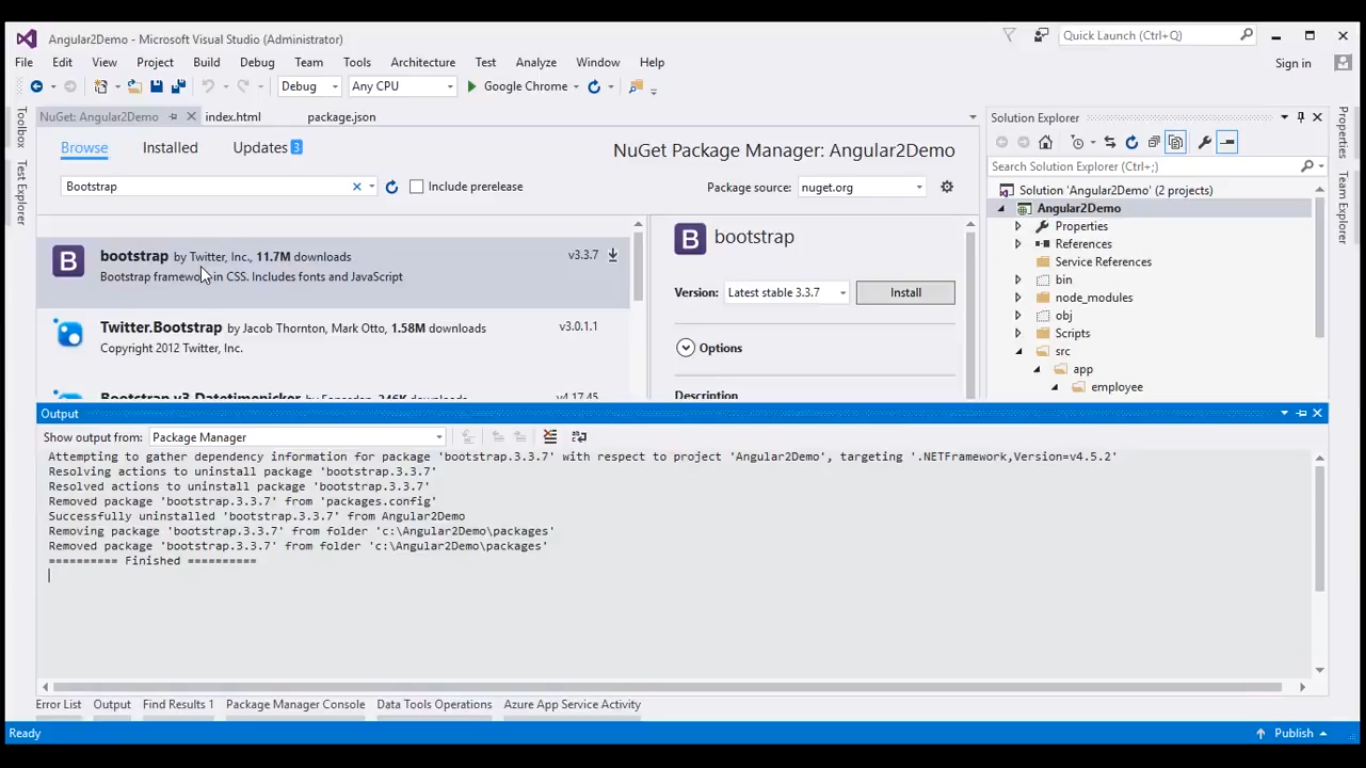 Angular2Demo - Microsoft Visual Studio (Administrator)
Quick Launch (Ctrl+Q)
File Edit View Project Build Debug Team Tools Architecture Test Analyze Window Help
Sign in
Debug Any CPU Google Chrome
Toolbox
Test Explorer
NuGet: Angular2Demo index.html package.json
Browse Installed Updates 3
NuGet Package Manager: Angular2Demo
Bootstrap
Include prerelease
Package source: nuget.org
B bootstrap by Twitter, Inc., 11.7M downloads v3.3.7
Bootstrap framework in CSS. Includes fonts and JavaScript
Twitter.Bootstrap by Jacob Thornton, Mark Otto, 1.58M downloads v3.0.1.1
Copyright 2012 Twitter, Inc.
Bootstrap.v3.Datetimepicker by Eonasdan, 246K downloads v4.17.45
B bootstrap
Version: Latest stable 3.3.7 Install
Options
Description
Solution Explorer
Search Solution Explorer (Ctrl+;)
Solution 'Angular2Demo' (2 projects)
Angular2Demo
Properties
References
Service References
bin
node_modules
obj
Scripts
src
app
employee
Properties
Team Explorer
Output
Show output from: Package Manager
Attempting to gather dependency information for package 'bootstrap.3.3.7' with respect to project 'Angular2Demo', targeting '.NETFramework,Version=v4.5.2'
Resolving actions to uninstall package 'bootstrap.3.3.7'
Resolved actions to uninstall package 'bootstrap.3.3.7'
Removed package 'bootstrap.3.3.7' from 'packages.config'
Successfully uninstalled 'bootstrap.3.3.7' from Angular2Demo
Removing package 'bootstrap.3.3.7' from folder 'c:\Angular2Demo\packages'
Removed package 'bootstrap.3.3.7' from folder 'c:\Angular2Demo\packages'
========== Finished ==========
Error List Output Find Results 1 Package Manager Console Data Tools Operations Azure App Service Activity
Ready
Publish